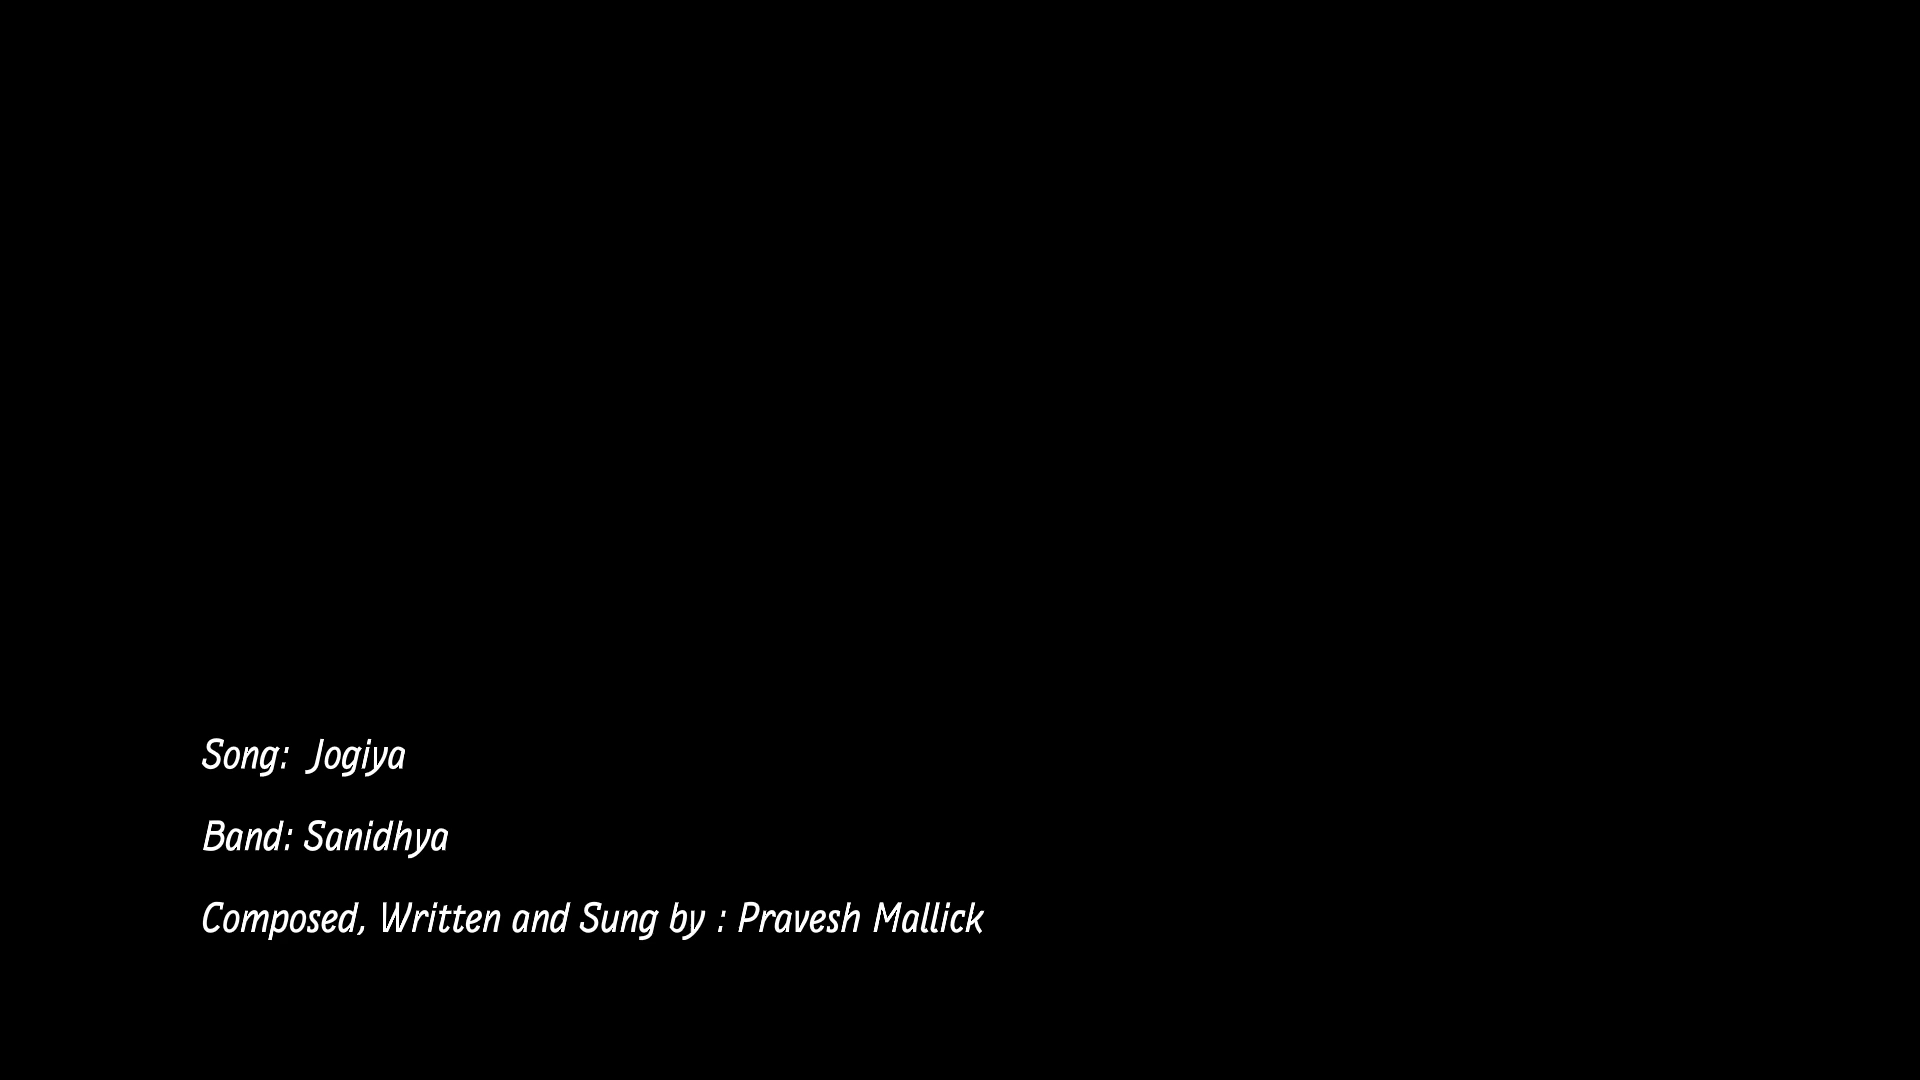 Song:  Jogiya
Band: Sanidhya
Composed, Written and Sung by : Pravesh Mallick